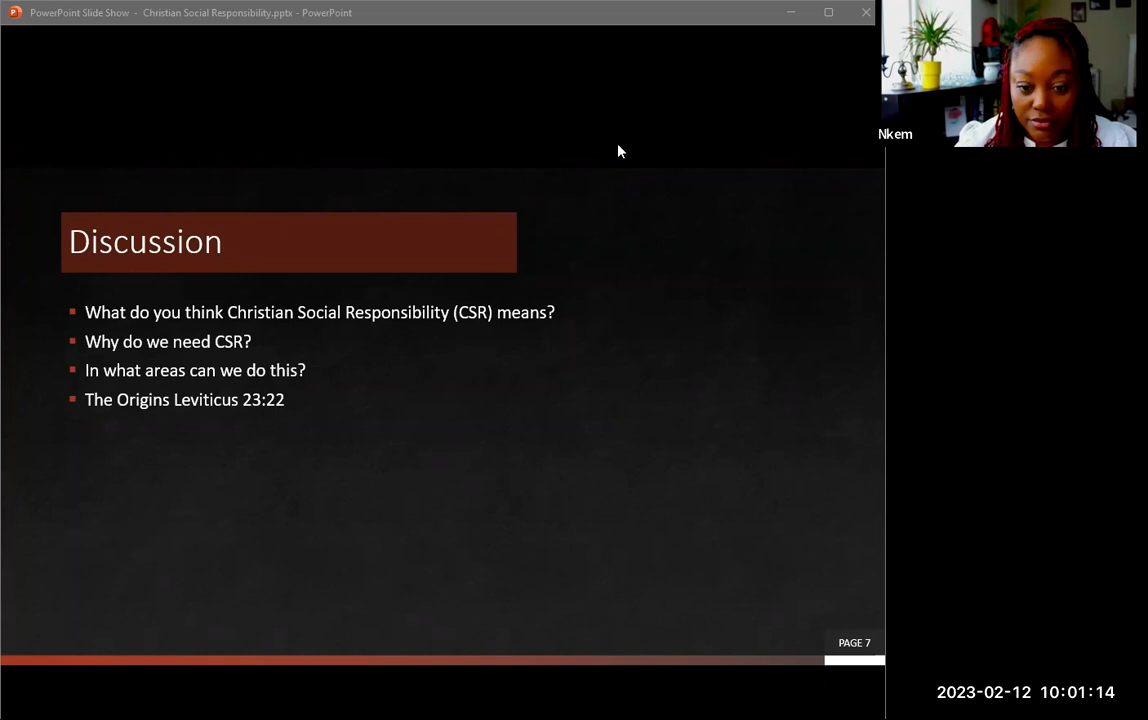 PowerPoint Slide Show - Christian Social Responsibility.pptx - PowerPoint
Nkem
Discussion
What do you think Christian Social Responsibility (CSR) means?
Why do we need CSR?
In what areas can we do this?
The Origins Leviticus 23:22
PAGE 7
2023-02-12 10:01:14